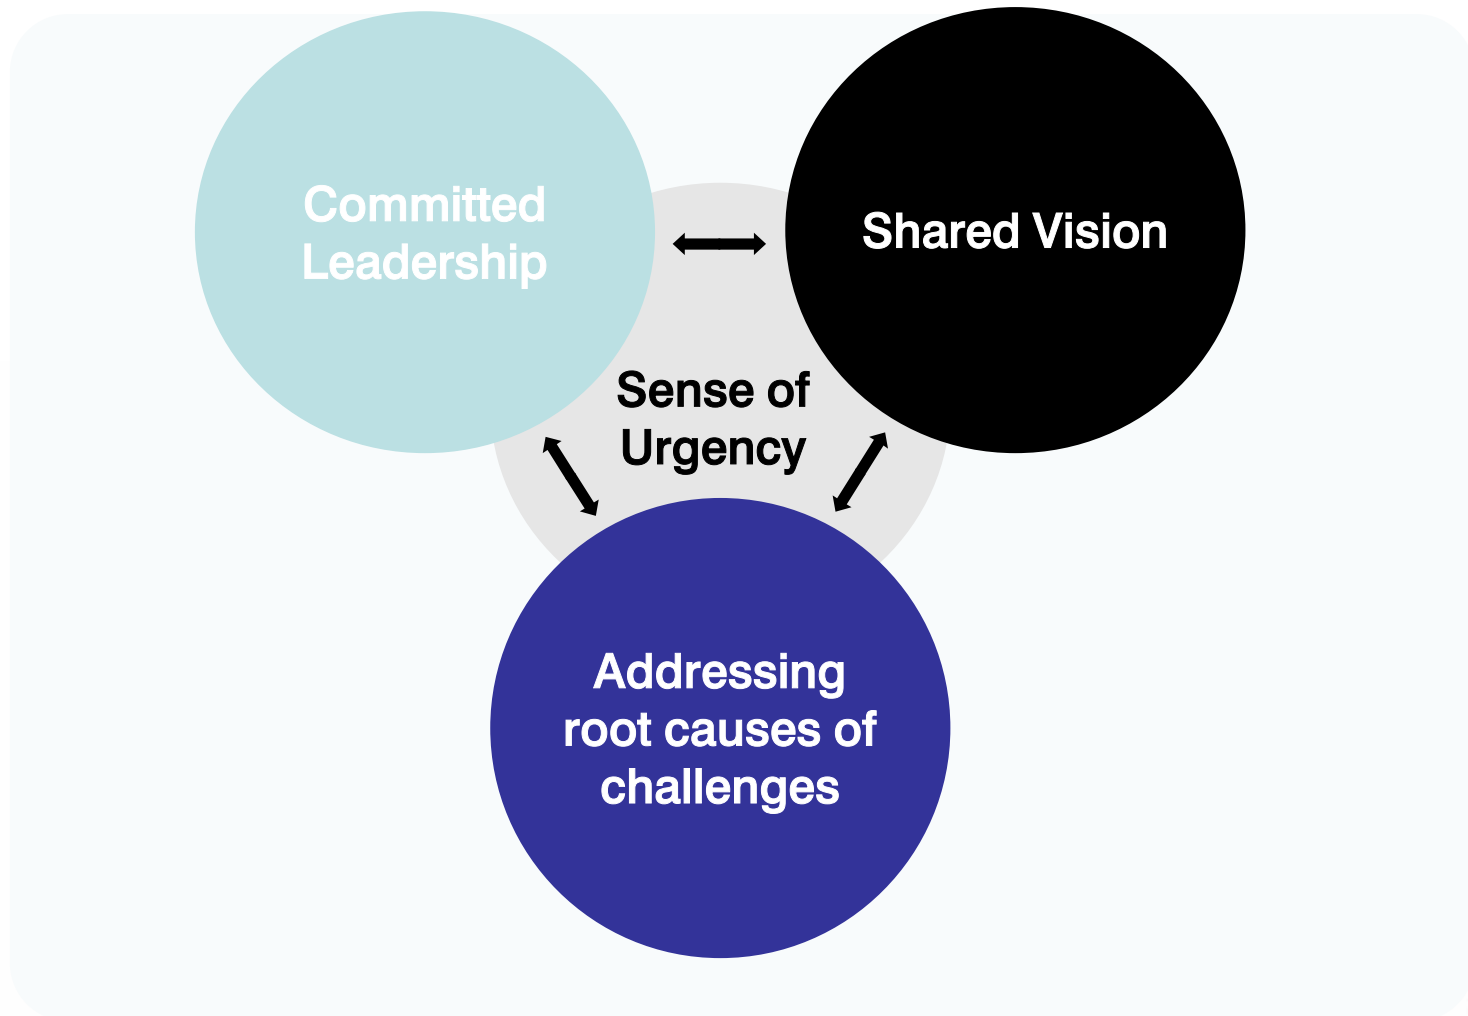 Committed
Leadership
Shared Vision
Sense of
Urgency
Addressing
root causes of
challenges